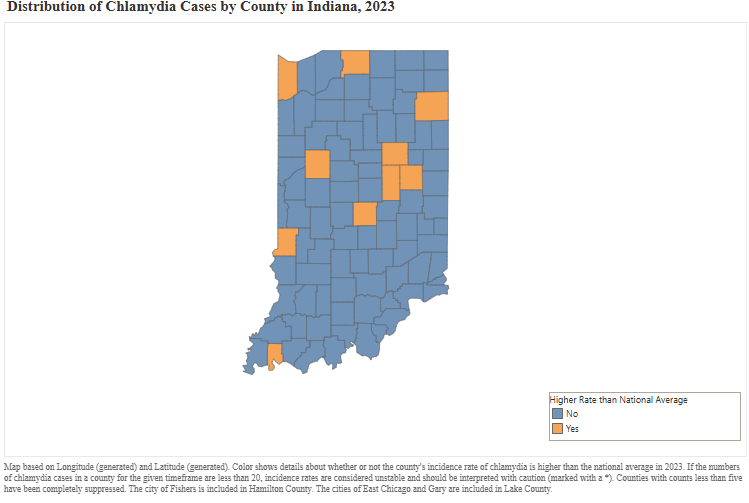 Distribution of Chlamydia Cases by County in Indiana, 2023
Higher Rate than National Average
No
Yes
Map based on Longitude (generated) and Latitude (generated). Color shows details about whether or not the county's incidence rate of chlamydia is higher than the national average in 2023. If the numbers
of chlamydia cases in a county for the given timeframe are less than 20, incidence rates are considered unstable and should be interpreted with caution (marked with a *). Counties with counts less than five
have been completely suppressed. The city of Fishers is included in Hamilton County. The cities of East Chicago and Gary are included in Lake County.